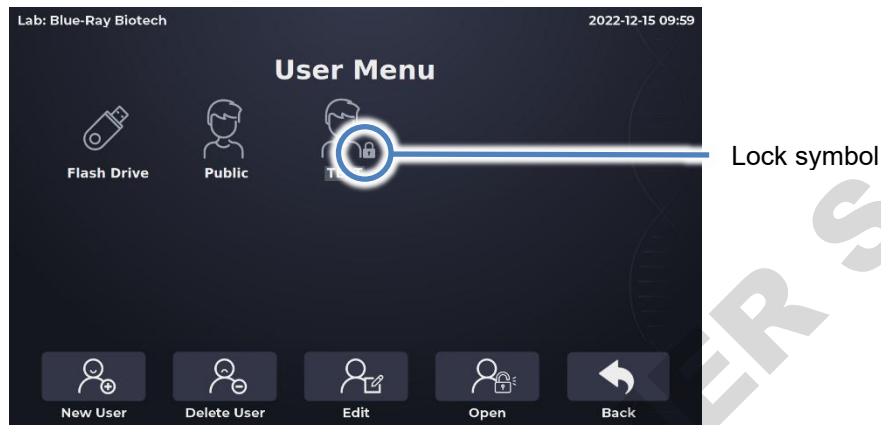 Lab: Blue-Ray Biotech 2022-12-15 09:59
User Menu
Flash Drive Public
Lock symbol
New User Delete User Edit Open Back